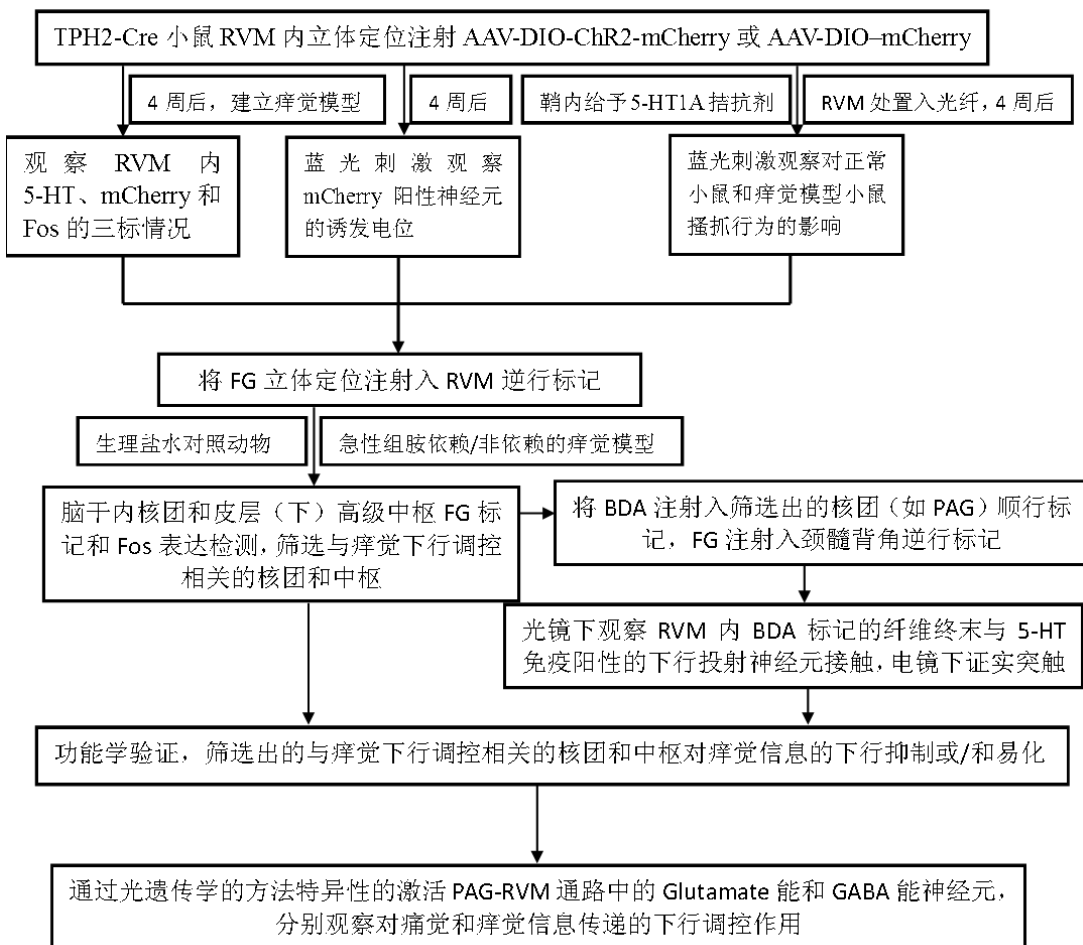 TPH2-Cre 小鼠 RVM 内立体定位注射 AAV-DIO-ChR2-mCherry 或 AAV-DIO–mCherry
4 周后，建立痒觉模型
4 周后
鞘内给予5-HT1A 拮抗剂
RVM 处置入光纤，4 周后
观察 RVM 内
5-HT、mCherry 和
Fos 的三标情况
蓝光刺激观察
mCherry 阳性神经元
的诱发电位
蓝光刺激观察对正常
小鼠和痒觉模型小鼠
搔抓行为的影响
将 FG 立体定位注射入 RVM 逆行标记
生理盐水对照动物
急性组胺依赖/非依赖的痒觉模型
脑干内核团和皮层（下）高级中枢 FG 标
记和 Fos 表达检测，筛选与痒觉下行调控
相关的核团和中枢
将 BDA 注射入筛选出的核团（如 PAG）顺行标
记，FG 注射入颈髓背角逆行标记
光镜下观察 RVM 内 BDA 标记的纤维终末与 5-HT
免疫阳性的下行投射神经元接触，电镜下证实突触
功能学验证，筛选出的与痒觉下行调控相关的核团和中枢对痒觉信息的下行抑制或/和易化
通过光遗传学的方法特异性的激活 PAG-RVM 通路中的 Glutamate 能和 GABA 能神经元，
分别观察对痛觉和痒觉信息传递的下行调控作用